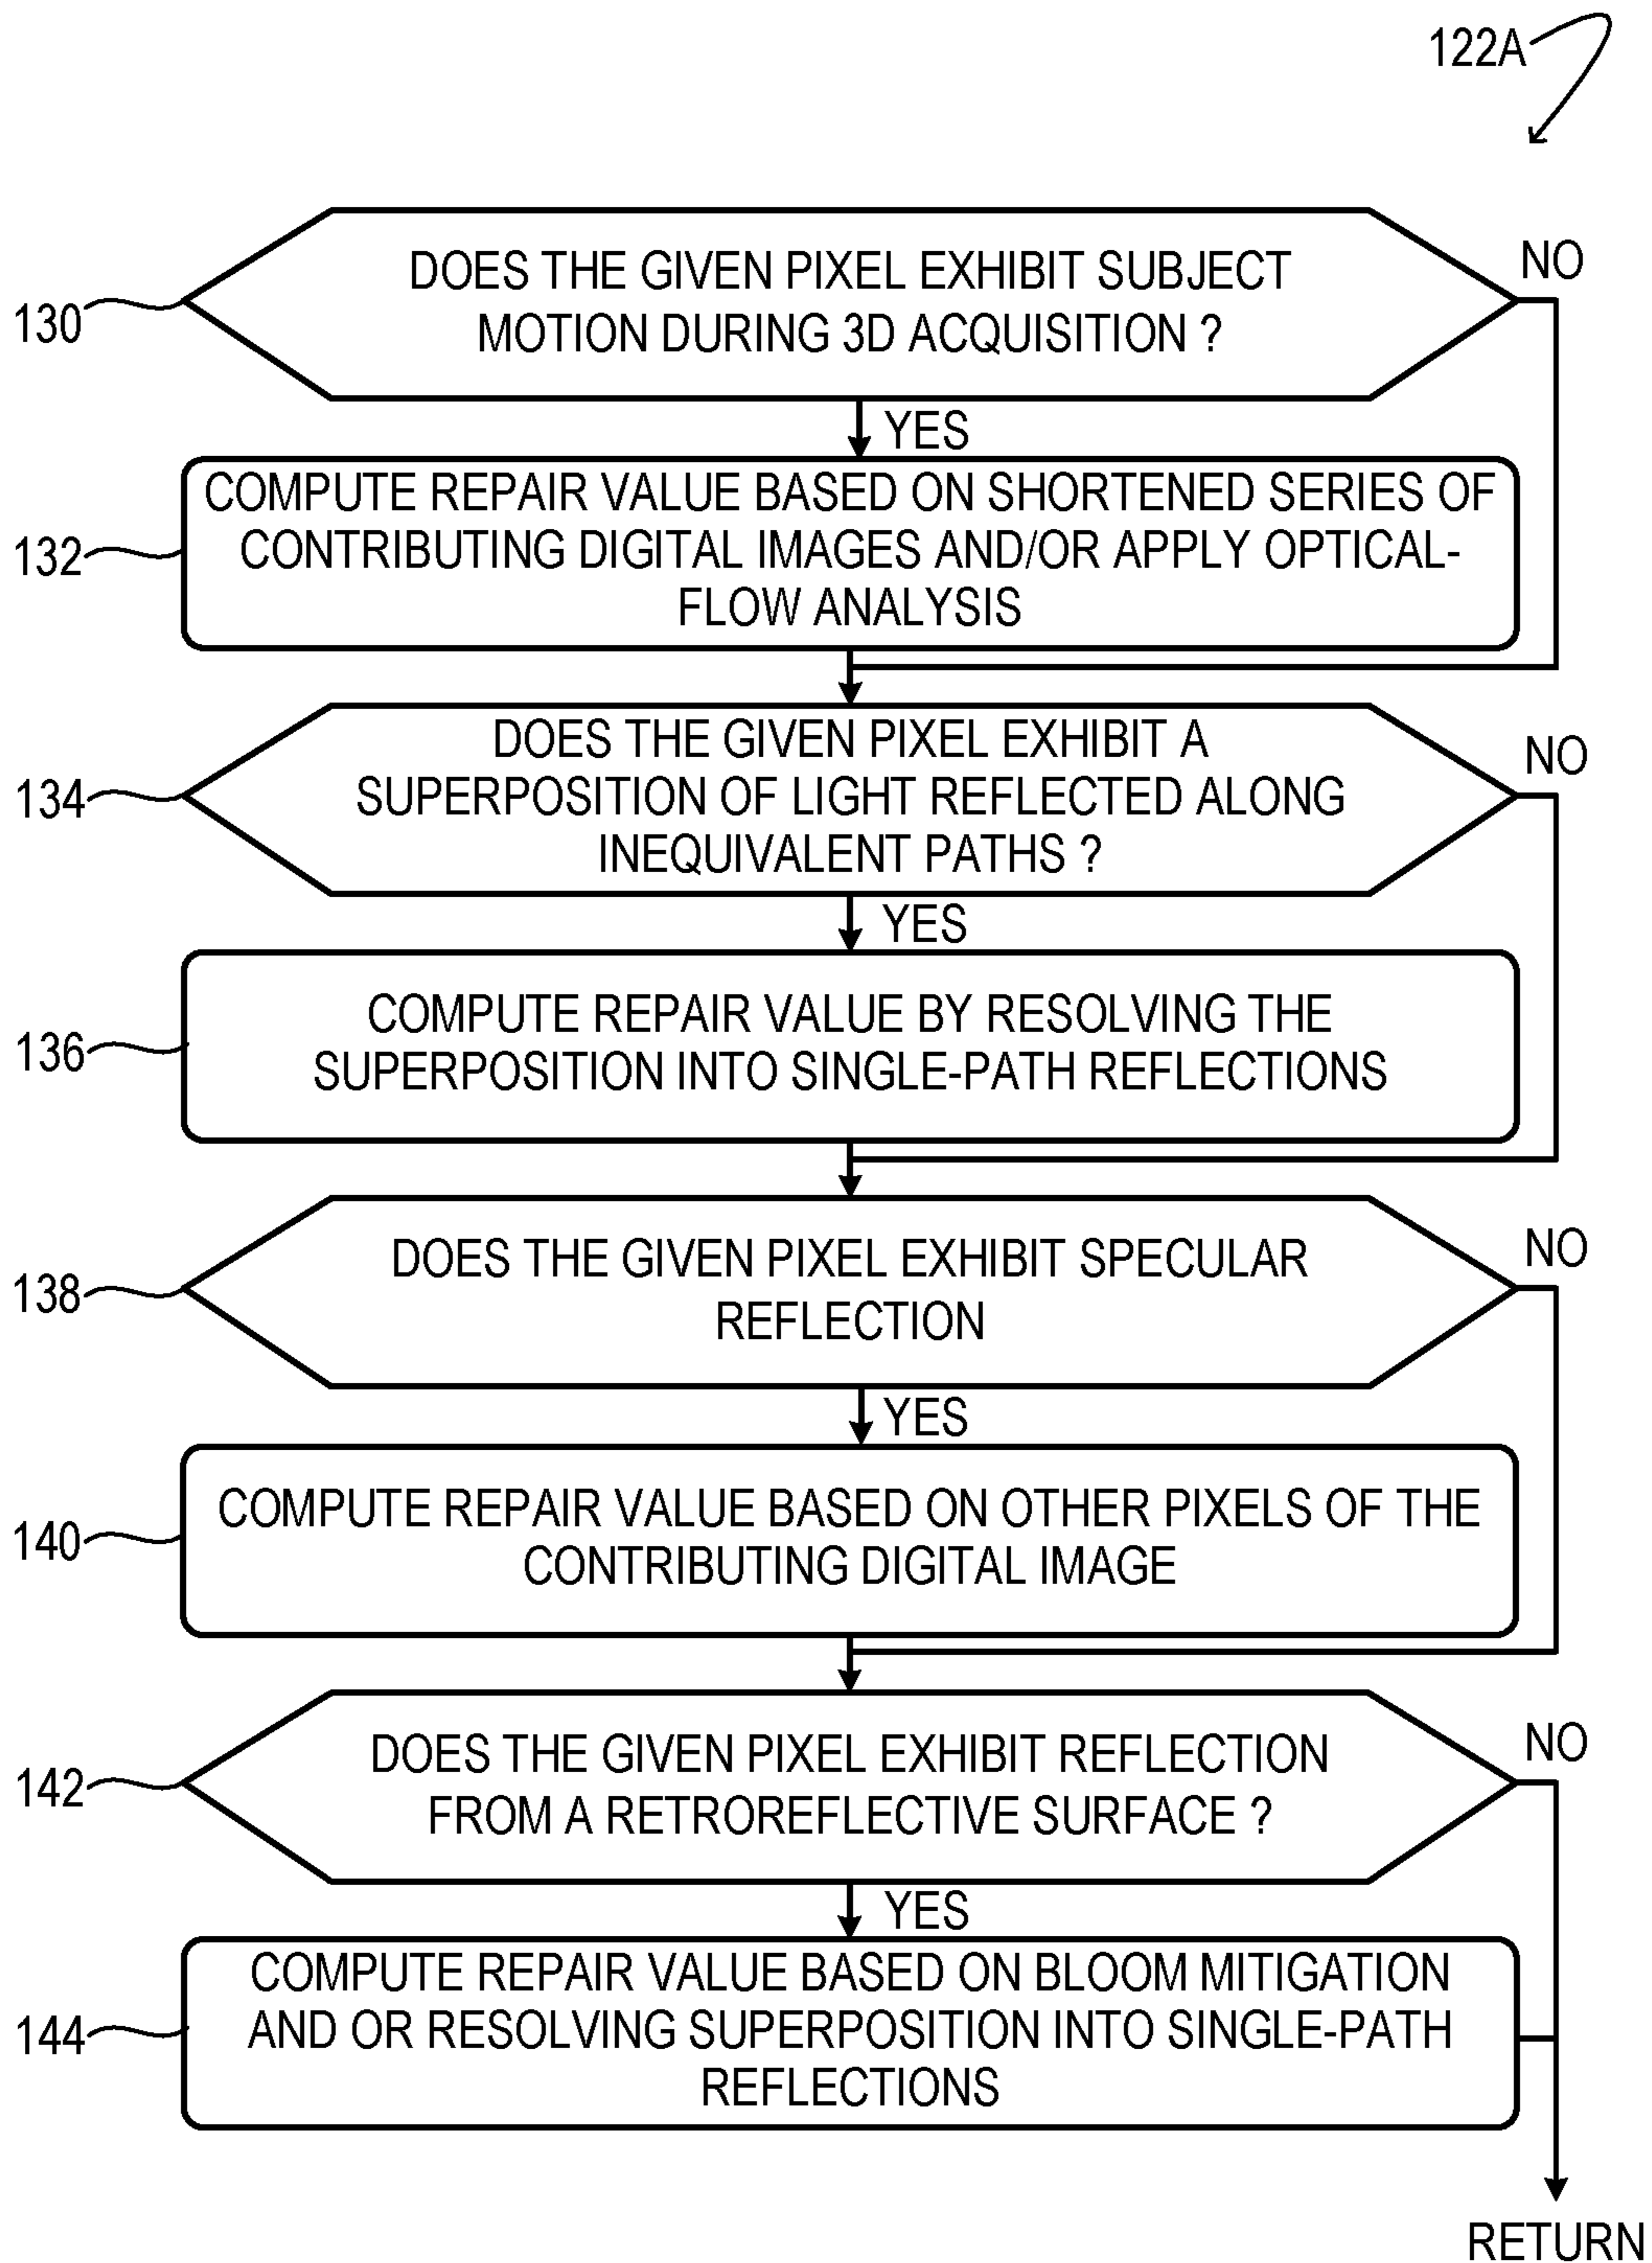 122A
DOES THE GIVEN PIXEL EXHIBIT SUBJECT
MOTION DURING 3D ACQUISITION ?
NO
130
YES
COMPUTE REPAIR VALUE BASED ON SHORTENED SERIES OF
CONTRIBUTING DIGITAL IMAGES AND/OR APPLY OPTICAL-
FLOW ANALYSIS
132
DOES THE GIVEN PIXEL EXHIBIT A
SUPERPOSITION OF LIGHT REFLECTED ALONG
INEQUIVALENT PATHS ?
NO
134
YES
COMPUTE REPAIR VALUE BY RESOLVING THE
SUPERPOSITION INTO SINGLE-PATH REFLECTIONS
136
DOES THE GIVEN PIXEL EXHIBIT SPECULAR
REFLECTION
NO
138
YES
COMPUTE REPAIR VALUE BASED ON OTHER PIXELS OF THE
CONTRIBUTING DIGITAL IMAGE
140
DOES THE GIVEN PIXEL EXHIBIT REFLECTION
FROM A RETROREFLECTIVE SURFACE ?
NO
142
YES
COMPUTE REPAIR VALUE BASED ON BLOOM MITIGATION
AND OR RESOLVING SUPERPOSITION INTO SINGLE-PATH
REFLECTIONS
144
RETURN